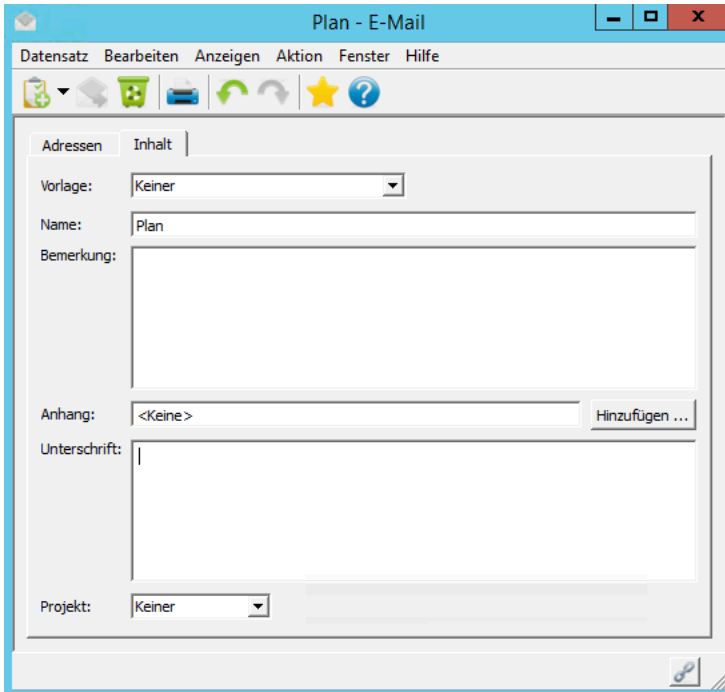 Plan - E-Mail
Datensatz Bearbeiten Anzeigen Aktion Fenster Hilfe
Adressen Inhalt
Vorlage: Keiner
Name: Plan
Bemerkung:
Anhang: <Keine> Hinzufügen ...
Unterschrift:
Projekt: Keiner